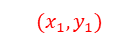 (x₁, y₁)